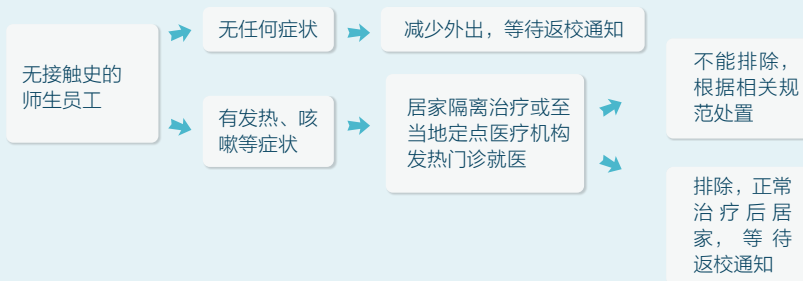 无接触史的
师生员工
无任何症状
减少外出，等待返校通知
有发热、咳
嗽等症状
居家隔离治疗或至
当地定点医疗机构
发热门诊就医
不能排除，
根据相关规
范处置
排除，正常
治疗后居
家，等待
返校通知